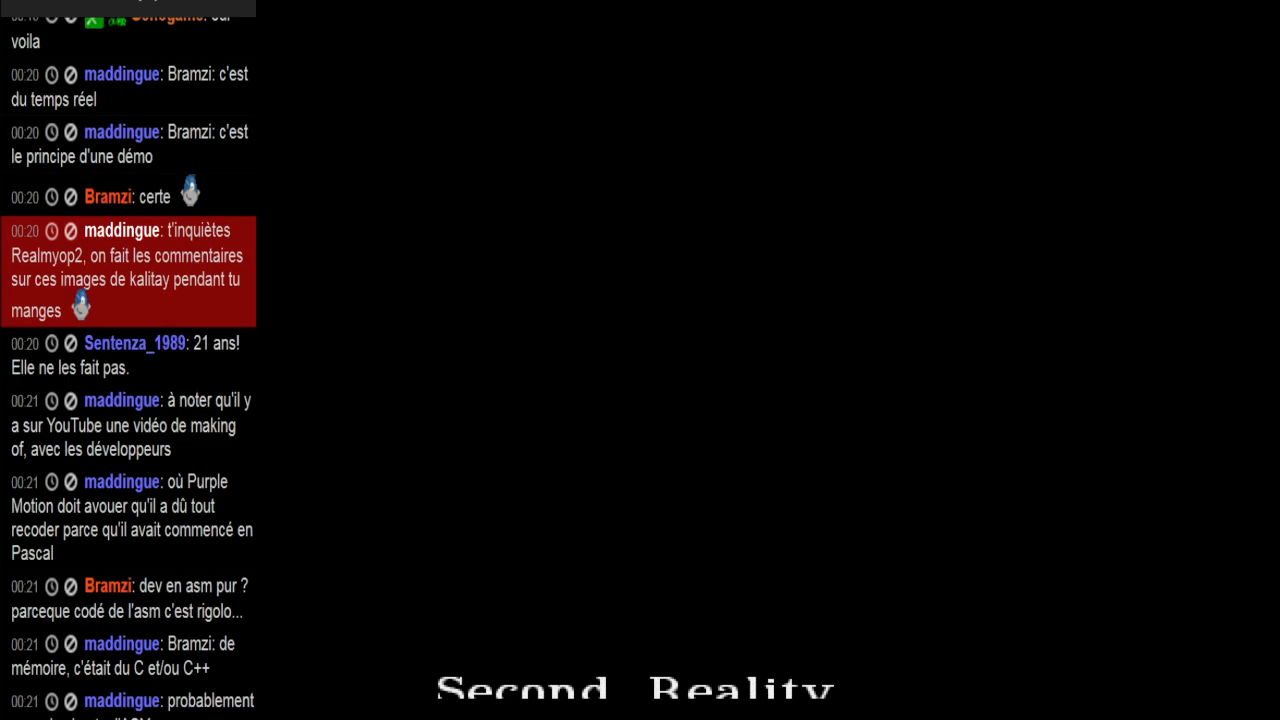 voila
00:20 maddingue: Bramzi: c'est
du temps réel
00:20 maddingue: Bramzi: c'est
le principe d'une démo
00:20 Bramzi: certe
00:20 maddingue: t'inquiètes
Realmyop2, on fait les commentaires
sur ces images de kalitay pendant tu
manges
00:20 Sentenza_1989: 21 ans!
Elle ne les fait pas.
00:21 maddingue: à noter qu'il y
a sur YouTube une vidéo de making
of, avec les développeurs
00:21 maddingue: où Purple
Motion doit avouer qu'il a dû tout
recoder parce qu'il avait commencé en
Pascal
00:21 Bramzi: dev en asm pur ?
parceque codé de l'asm c'est rigolo...
00:21 maddingue: Bramzi: de
mémoire, c'était du C et/ou C++
00:21 maddingue: probablement
Second Reality